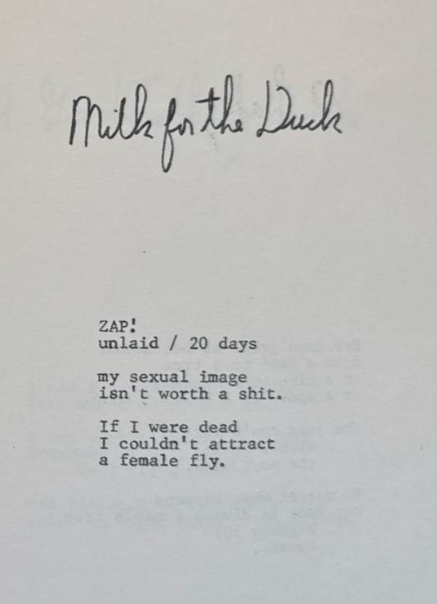 Milk for the Duck
ZAP!
unlaid / 20 days
my sexual image
isn't worth a shit.
If I were dead
I couldn't attract
a female fly.